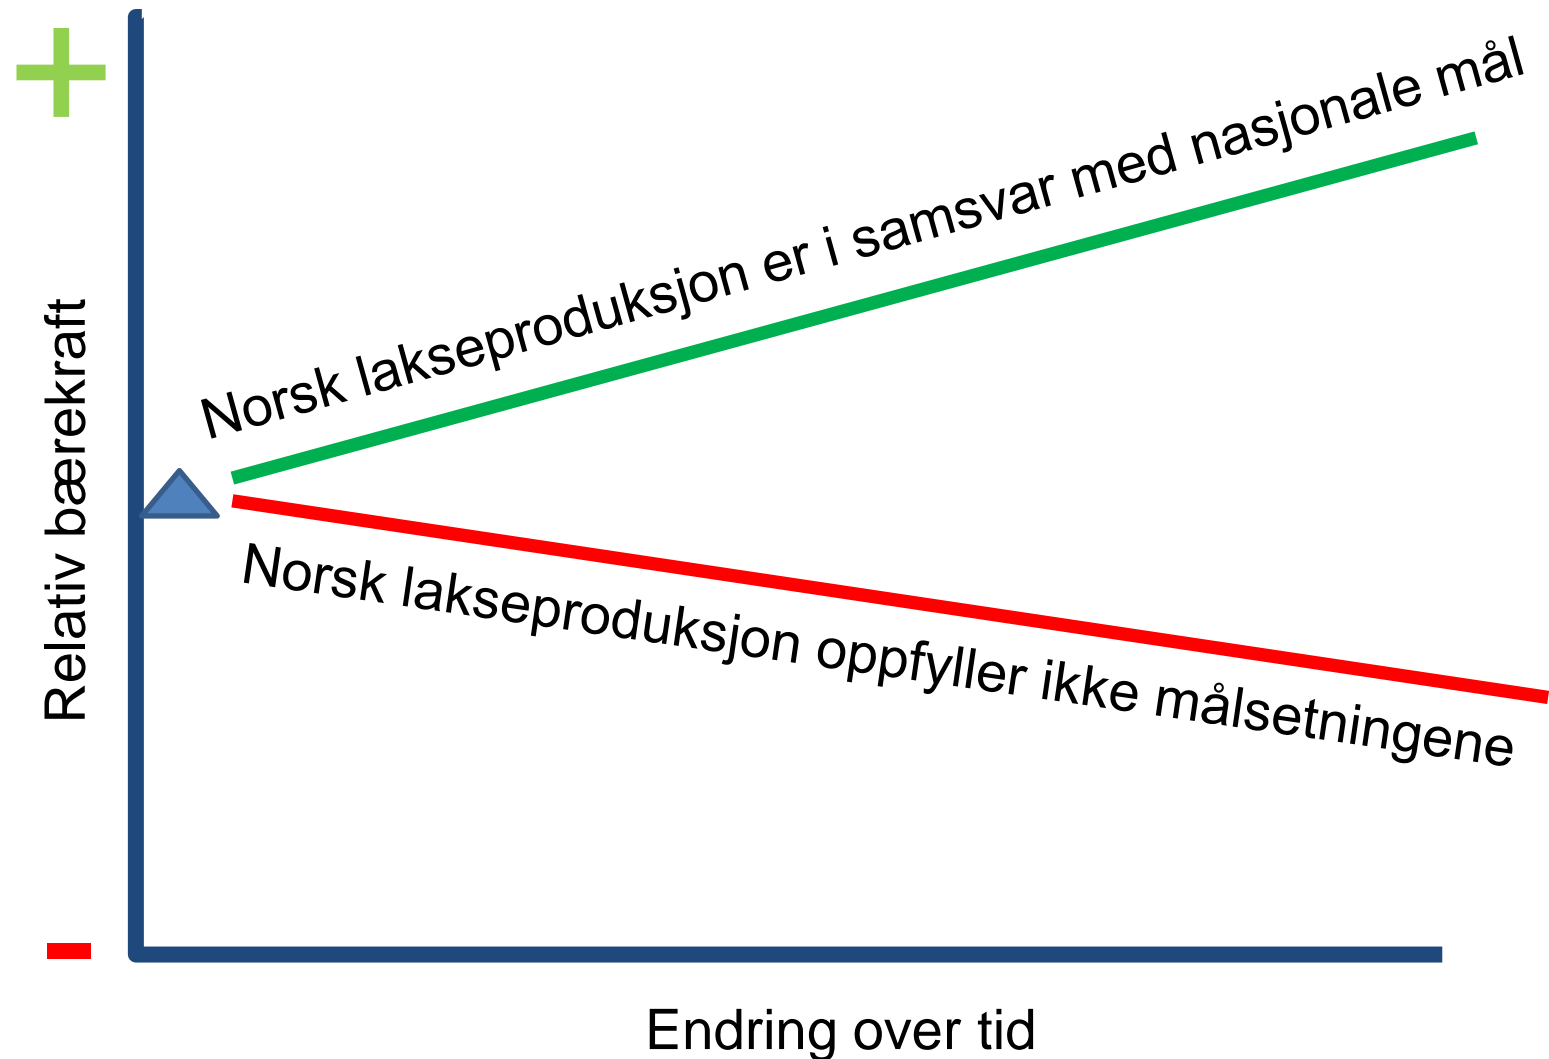 +
Norsk lakseproduksjon er i samsvar med nasjonale mål
Relativ bærekraft
Norsk lakseproduksjon oppfyller ikke målsetningene
-
Endring over tid